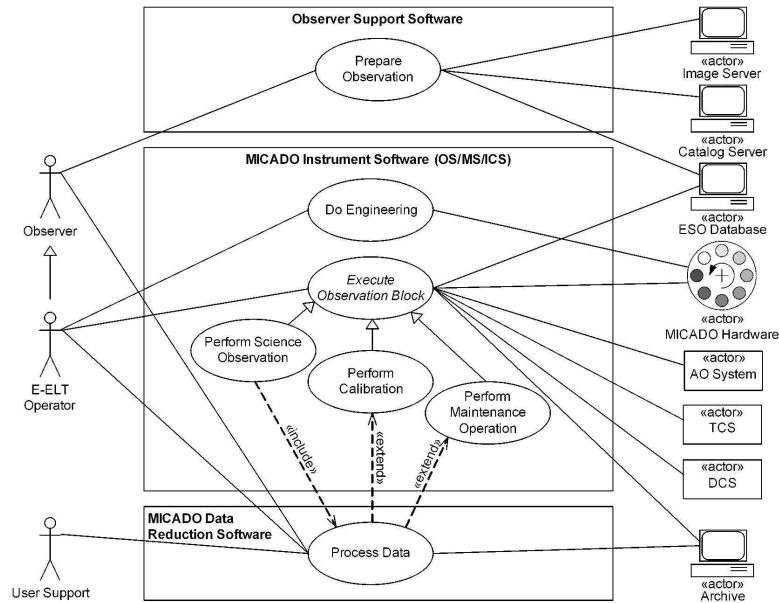 Observer Support Software
Prepare
Observation
«actor»
Image Server
«actor»
Catalog Server
MICADO Instrument Software (OS/MS/ICS)
Observer
Do Engineering
«actor»
ESO Database
Execute
Observation Block
«actor»
MICADO Hardware
Perform Science
Observation
E-ELT
Operator
Perform
Calibration
Perform
Maintenance
Operation
«actor»
AO System
«actor»
TCS
«actor»
DCS
«include»
«extend»
«extend»
MICADO Data
Reduction Software
Process Data
User Support
«actor»
Archive